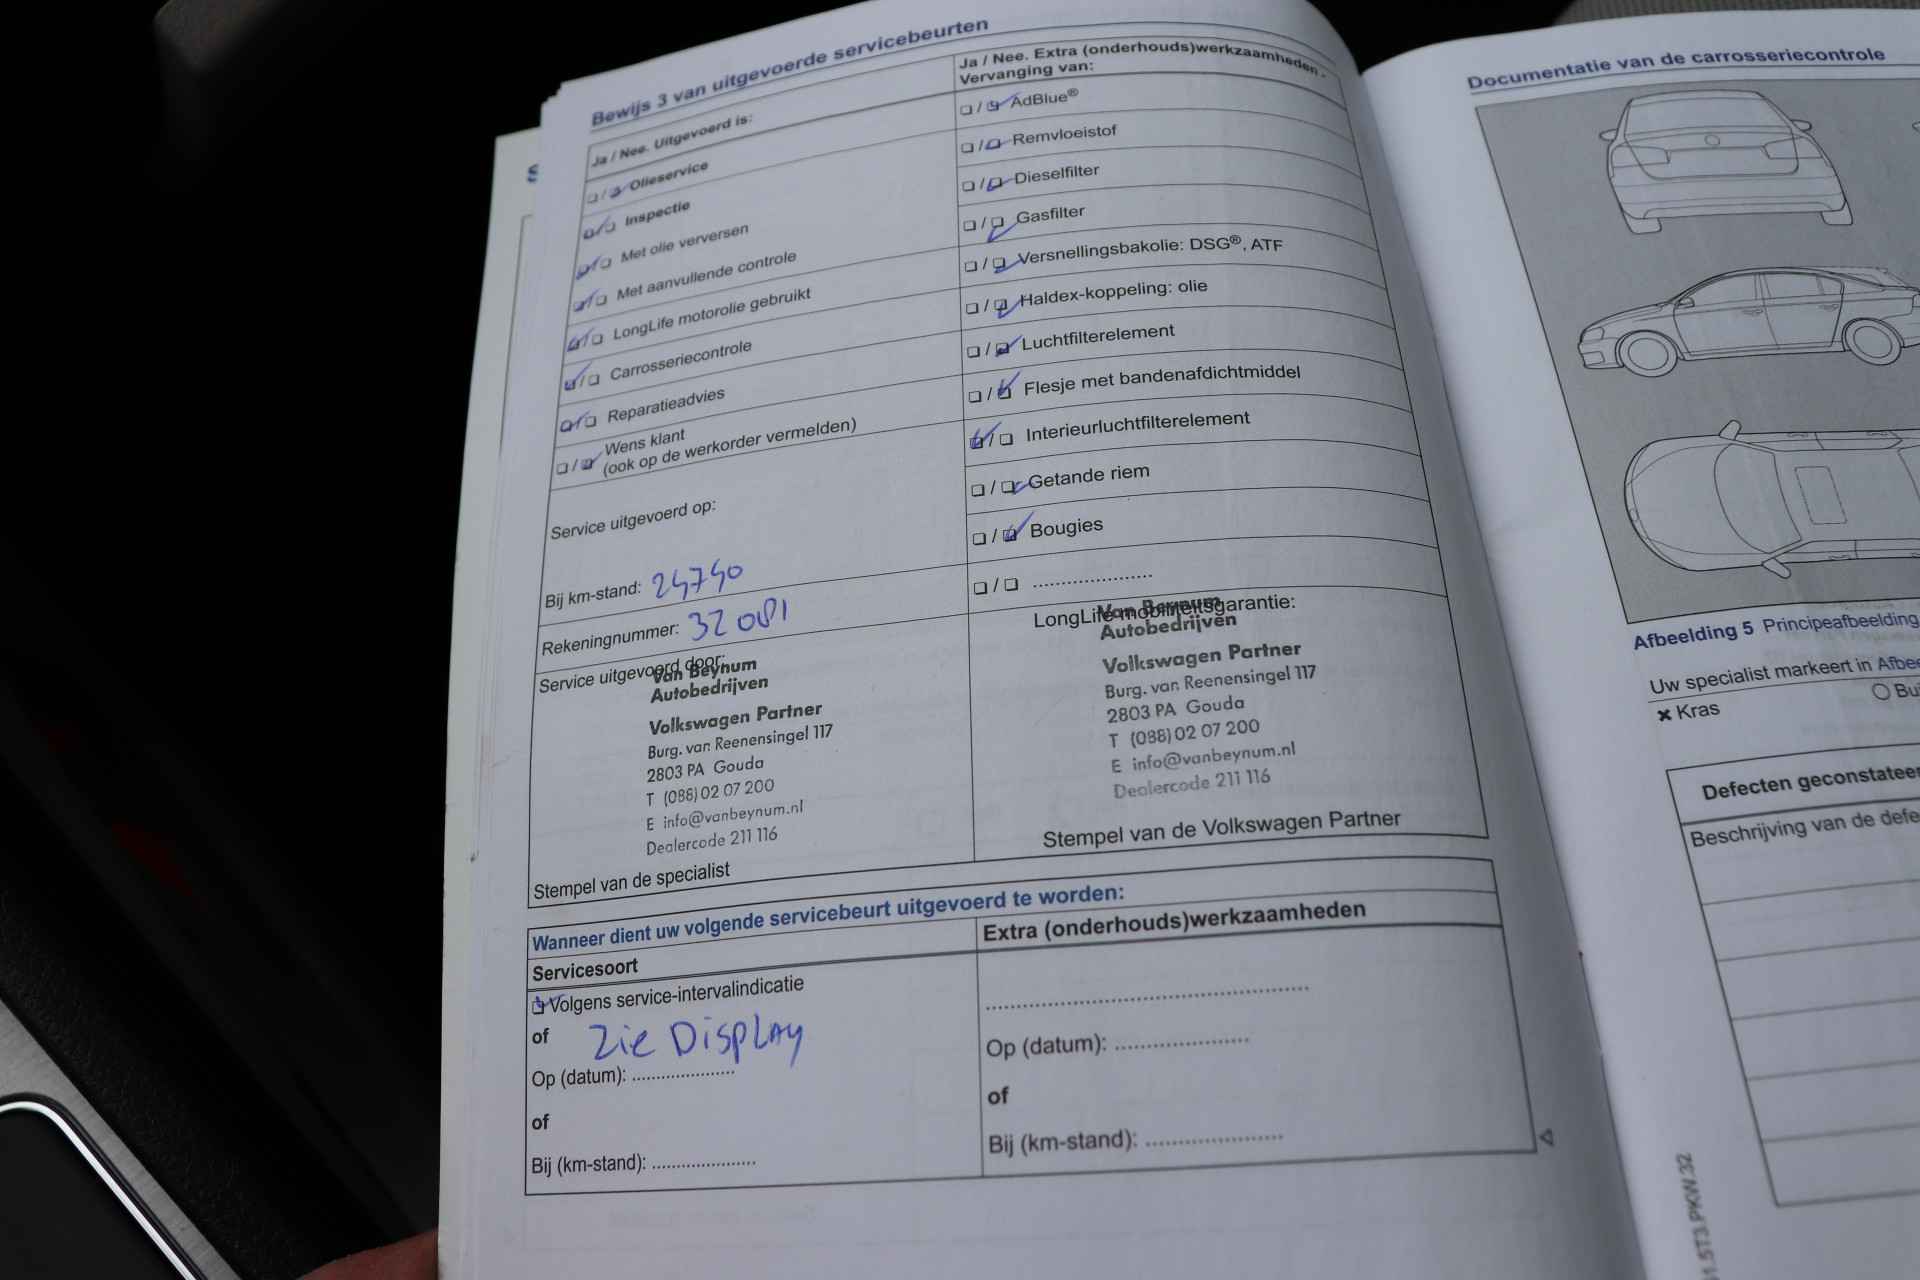 Bewijs 3 van uitgevoerde servicebeurten
Ja / Nee. Uitgevoerd is:
Olieservice
Inspectie
Met olie verversen
Met aanvullende controle
LongLife motorolie gebruikt
Carrosseriecontrole
Reparatieadvies
Wens klant
(ook op de werkorder vermelden)
Service uitgevoerd op:
Bij km-stand: 24740
Rekeningnummer: 32081
Service uitgevoerd door:
Van Beynum
Autobedrijven
Volkswagen Partner
Burg. van Reenensingel 117
2803 PA Gouda
T (088) 02 07 200
E info@vanbeynum.nl
Dealercode 211 116
Stempel van de specialist
Ja / Nee. Extra (onderhouds)werkzaamheden -
Vervanging van:
AdBlue®
Remvloeistof
Dieselfilter
Gasfilter
Versnellingsbakolie: DSG®, ATF
Haldex-koppeling: olie
Luchtfilterelement
Flesje met bandenafdichtmiddel
Interieurluchtfilterelement
Getande riem
Bougies
.....................
LongLife mobiliteitsgarantie:
Van Beynum
Autobedrijven
Volkswagen Partner
Burg. van Reenensingel 117
2803 PA Gouda
T (088) 02 07 200
E info@vanbeynum.nl
Dealercode 211 116
Stempel van de Volkswagen Partner
Wanneer dient uw volgende servicebeurt uitgevoerd te worden:
Servicesoort
Volgens service-intervalindicatie
of Zie Display
Op (datum): .....................
of
Bij (km-stand): .....................
Extra (onderhouds)werkzaamheden
Op (datum): .....................
of
Bij (km-stand): .....................
Documentatie van de carrosseriecontrole
Afbeelding 5 Principeafbeelding
Uw specialist markeert in Afbee
Bu
Kras
Defecten geconstateer
Beschrijving van de defe
1.5T3.PKW.32